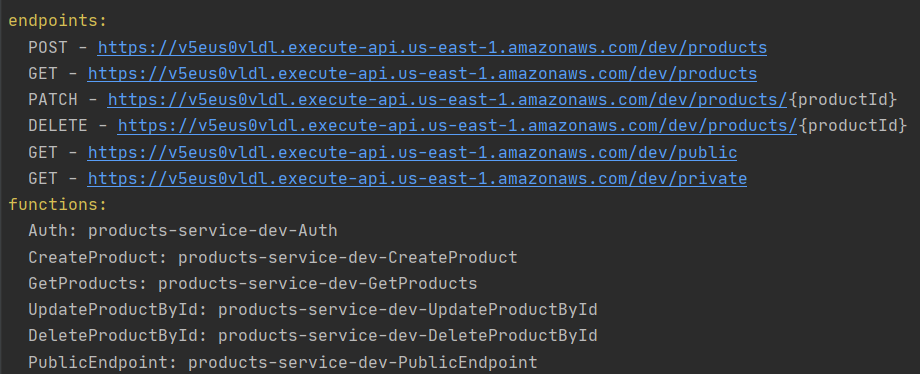 endpoints:
POST - https://v5eus0vldl.execute-api.us-east-1.amazonaws.com/dev/products
GET - https://v5eus0vldl.execute-api.us-east-1.amazonaws.com/dev/products
PATCH - https://v5eus0vldl.execute-api.us-east-1.amazonaws.com/dev/products/{productId}
DELETE - https://v5eus0vldl.execute-api.us-east-1.amazonaws.com/dev/products/{productId}
GET - https://v5eus0vldl.execute-api.us-east-1.amazonaws.com/dev/public
GET - https://v5eus0vldl.execute-api.us-east-1.amazonaws.com/dev/private
functions:
Auth: products-service-dev-Auth
CreateProduct: products-service-dev-CreateProduct
GetProducts: products-service-dev-GetProducts
UpdateProductById: products-service-dev-UpdateProductById
DeleteProductById: products-service-dev-DeleteProductById
PublicEndpoint: products-service-dev-PublicEndpoint